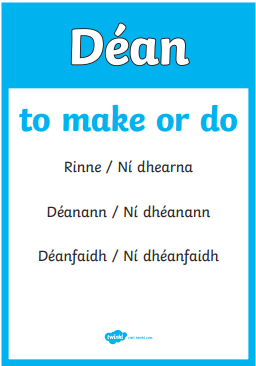 Déan
to make or do
Rinne / Ní dhearna
Déanann / Ní dhéanann
Déanfaidh / Ní dhéanfaidh
twinkl